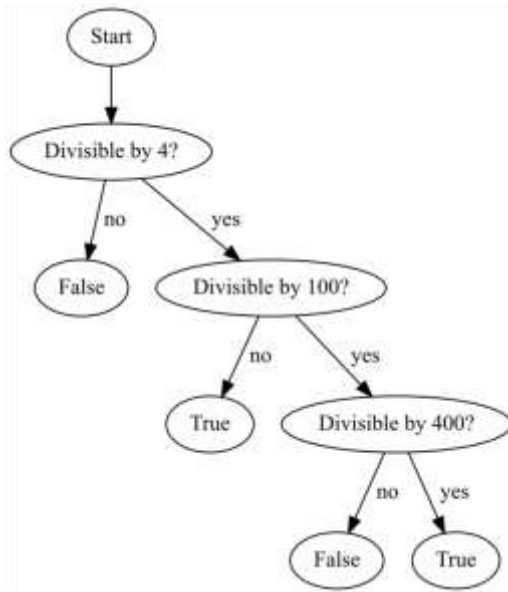 Start
Divisible by 4?
no
yes
False
Divisible by 100?
no
yes
True
Divisible by 400?
no
yes
False
True